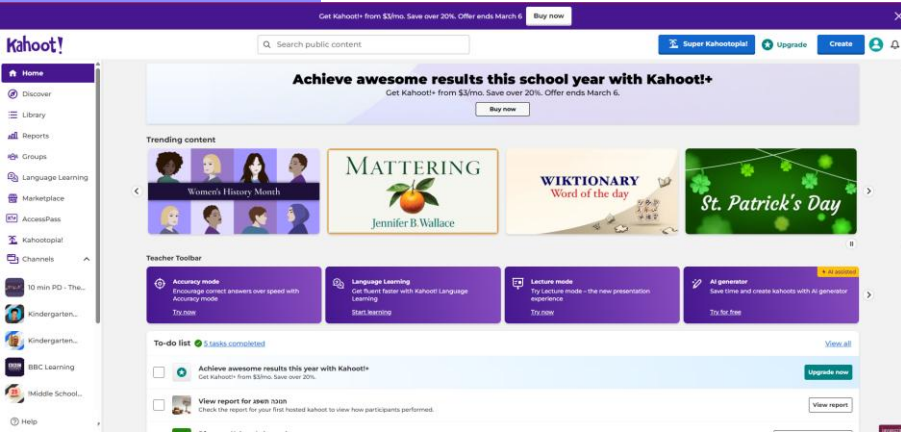 Get Kahoot!+ from $3/mo. Save over 20%. Offer ends March 6
Buy now
Kahoot!
Search public content
Super Kahootopia!
Upgrade
Create
Home
Discover
Library
Reports
Groups
Language Learning
Marketplace
AccessPass
Kahootopia!
Channels
10 min PD - The...
Kindergarten...
Kindergarten...
BBC Learning
!Middle School...
Help
Achieve awesome results this school year with Kahoot!+
Get Kahoot!+ from $3/mo. Save over 20%. Offer ends March 6.
Buy now
Trending content
Women's History Month
MATTERING
Jennifer B. Wallace
WIKTIONARY
Word of the day
St. Patrick's Day
Teacher Toolbar
Accuracy mode
Encourage correct answers over speed with
Accuracy mode
Try now
Language Learning
Get fluent faster with Kahoot! Language
Learning
Start learning
Lecture mode
Try Lecture mode – the new presentation
experience
Try now
AI assisted
AI generator
Save time and create kahoots with AI generator
Try for free
To-do list
5 tasks completed
View all
Achieve awesome results this year with Kahoot!+
Get Kahoot!+ from $3/mo. Save over 20%.
Upgrade now
View report for
Check the report for your first hosted kahoot to view how participants performed.
View report